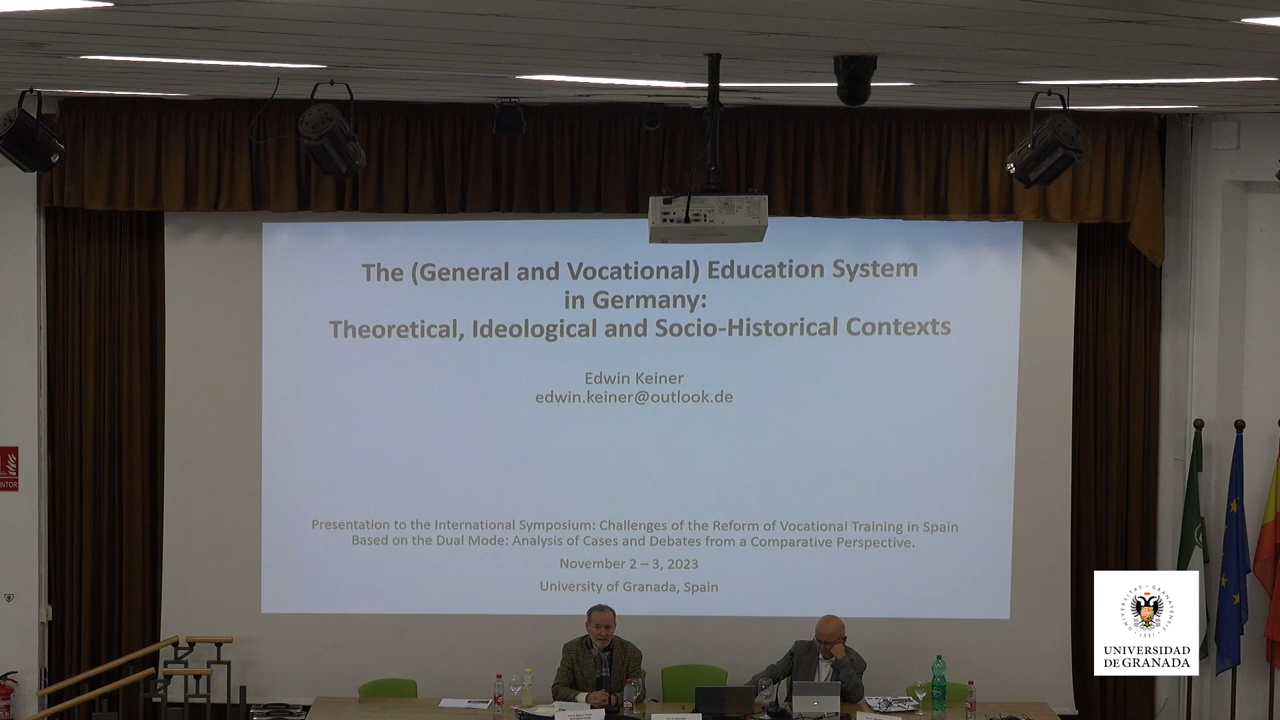 The (General and Vocational) Education System
in Germany:
Theoretical, Ideological and Socio-Historical Contexts
Edwin Keiner
edwin.keiner@outlook.de
Presentation to the International Symposium: Challenges of the Reform of Vocational Training in Spain
Based on the Dual Mode: Analysis of Cases and Debates from a Comparative Perspective.
November 2 – 3, 2023
University of Granada, Spain
UNIVERSITAS GRANATENSIS
1531
UNIVERSIDAD
DE GRANADA